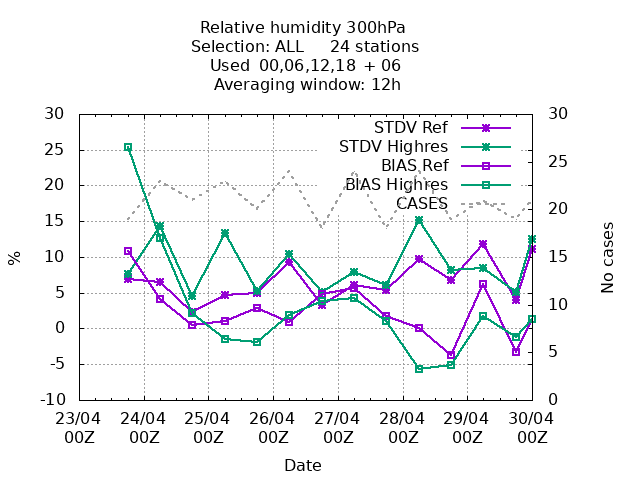 Relative humidity 300hPa
Selection: ALL 24 stations
Used 00,06,12,18 + 06
Averaging window: 12h
30 30
STDV Ref
STDV Highres
BIAS Ref
BIAS Highres
CASES
25 25
20 20
15 15
10 10
5 5
0 0
-5
-10
%
No cases
23/04 24/04 25/04 26/04 27/04 28/04 29/04 30/04
00Z 00Z 00Z 00Z 00Z 00Z 00Z 00Z
Date